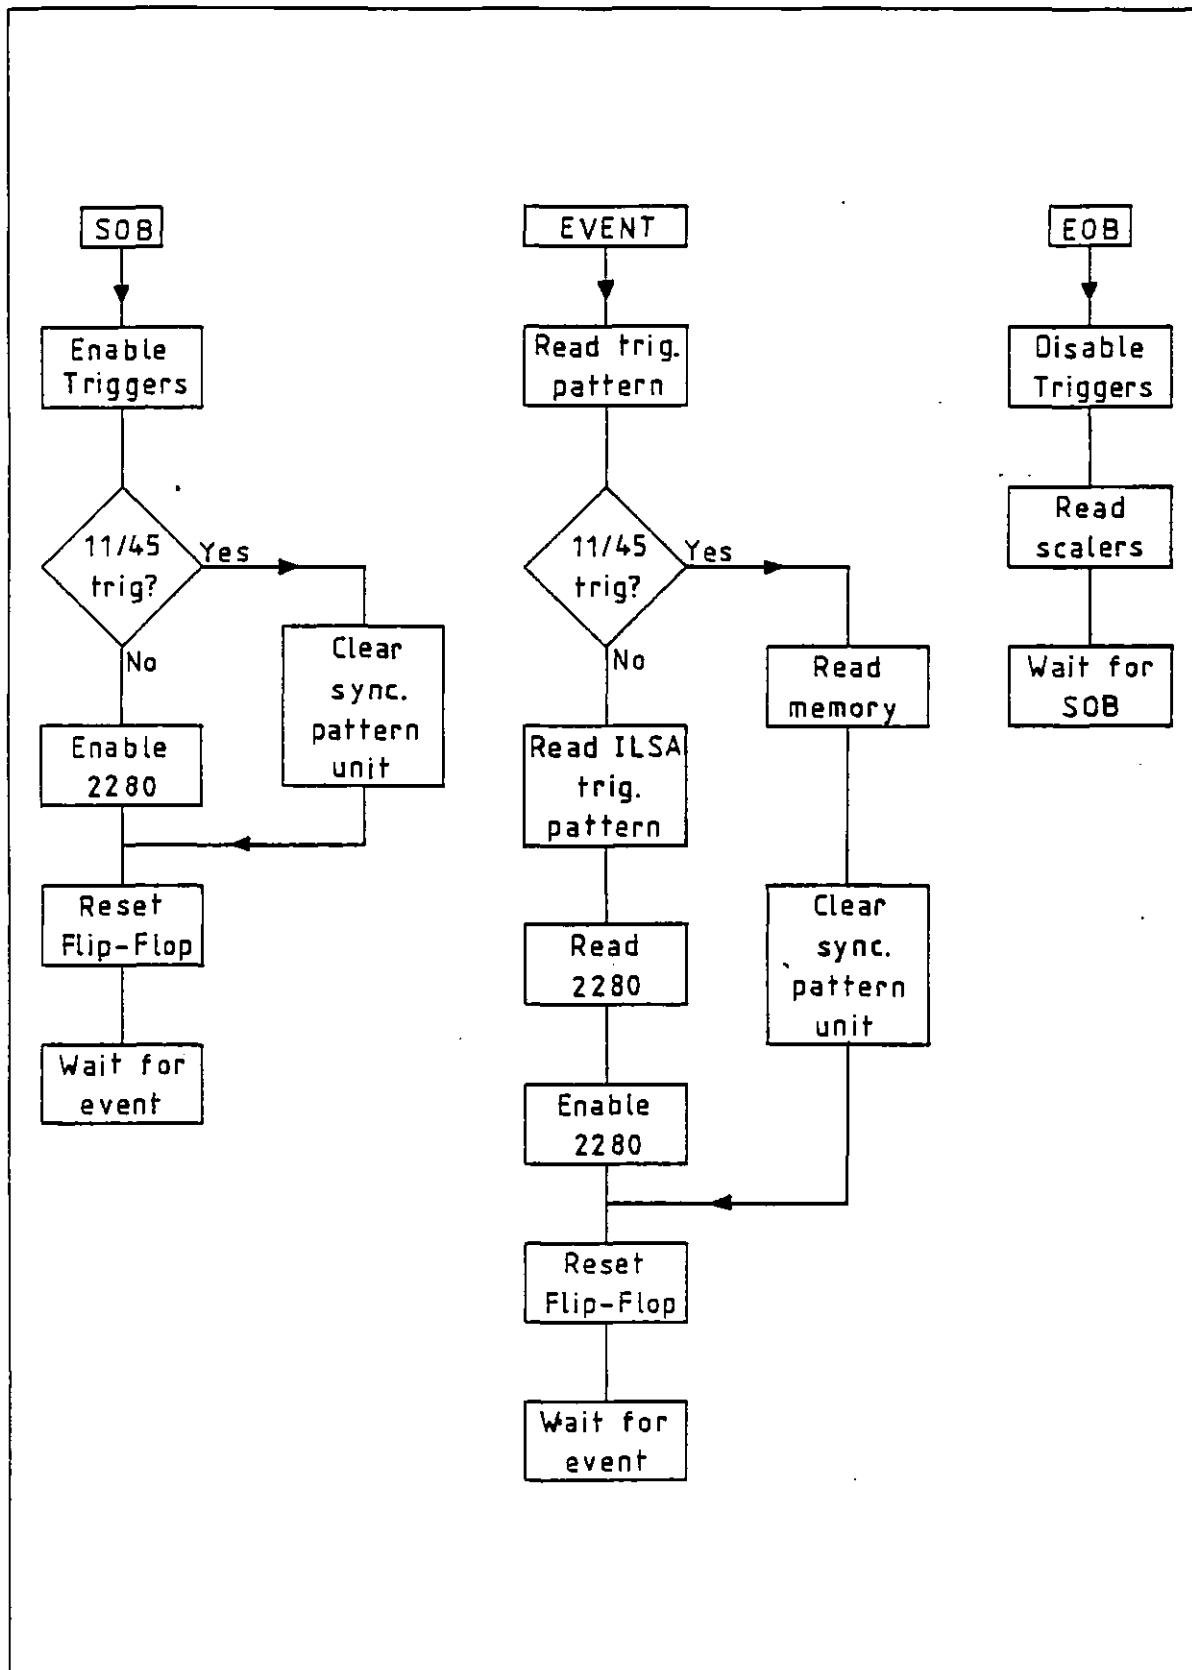 SOB
Enable
Triggers
11/45
trig?
Yes
No
Clear
sync.
pattern
unit
Enable
2280
Reset
Flip-Flop
Wait for
event
EVENT
Read trig.
pattern
11/45
trig?
Yes
No
Read
memory
Read ILSA
trig.
pattern
Read
2280
Clear
sync.
pattern
unit
Enable
2280
Reset
Flip-Flop
Wait for
event
EOB
Disable
Triggers
Read
scalers
Wait for
SOB